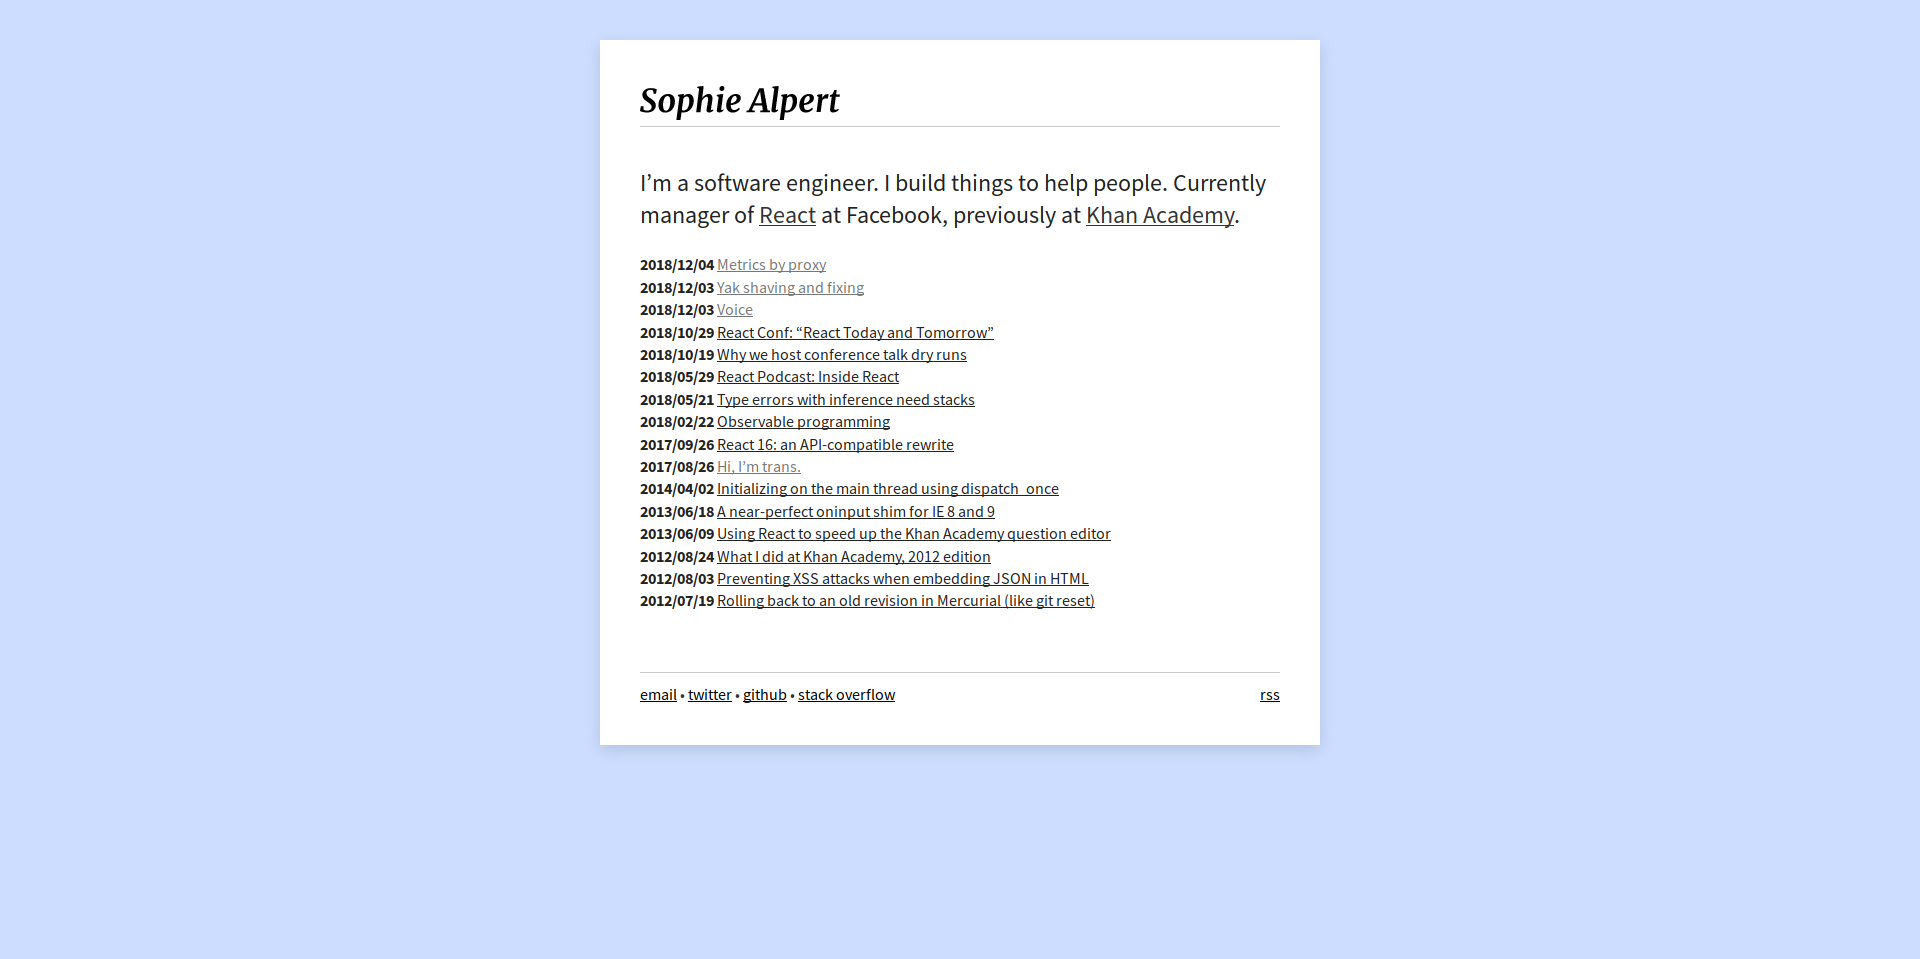 Sophie Alpert
I’m a software engineer. I build things to help people. Currently
manager of React at Facebook, previously at Khan Academy.
2018/12/04 Metrics by proxy
2018/12/03 Yak shaving and fixing
2018/12/03 Voice
2018/10/29 React Conf: “React Today and Tomorrow”
2018/10/19 Why we host conference talk dry runs
2018/05/29 React Podcast: Inside React
2018/05/21 Type errors with inference need stacks
2018/02/22 Observable programming
2017/09/26 React 16: an API-compatible rewrite
2017/08/26 Hi, I’m trans.
2014/04/02 Initializing on the main thread using dispatch_once
2013/06/18 A near-perfect oninput shim for IE 8 and 9
2013/06/09 Using React to speed up the Khan Academy question editor
2012/08/24 What I did at Khan Academy, 2012 edition
2012/08/03 Preventing XSS attacks when embedding JSON in HTML
2012/07/19 Rolling back to an old revision in Mercurial (like git reset)
email • twitter • github • stack overflow rss